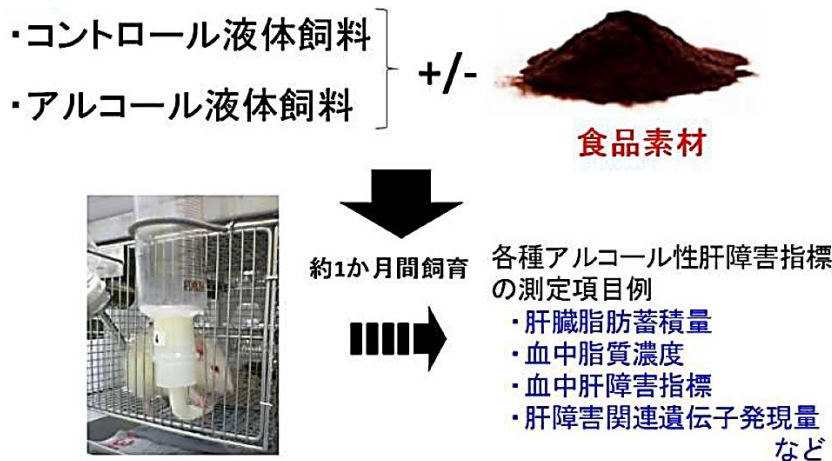 ・コントロール液体飼料
・アルコール液体飼料
+/-
食品素材
約1か月間飼育
各種アルコール性肝障害指標
の測定項目例
・肝臓脂肪蓄積量
・血中脂質濃度
・血中肝障害指標
・肝障害関連遺伝子発現量
など